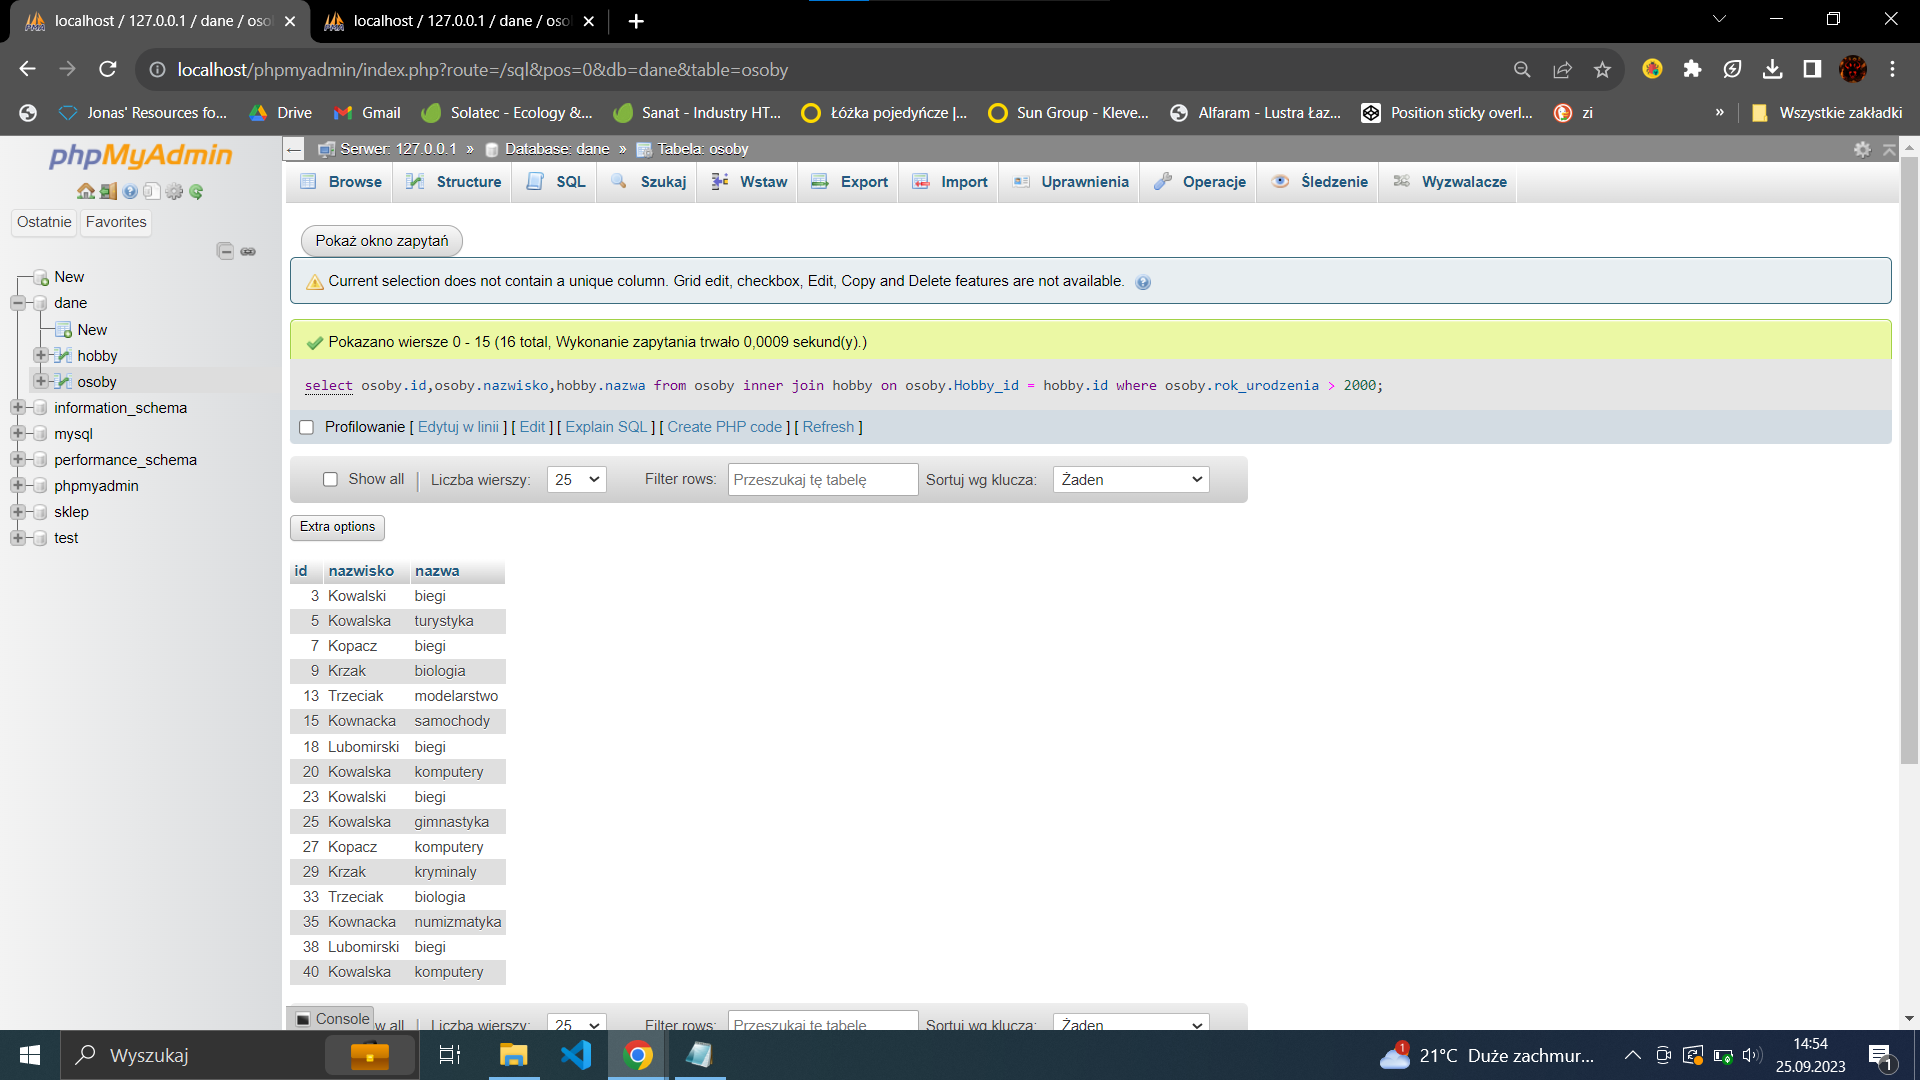 localhost / 127.0.0.1 / dane / oso
localhost / 127.0.0.1 / dane / oso
localhost/phpmyadmin/index.php?route=/sql&pos=0&db=dane&table=osoby
Jonas' Resources fo...
Drive
Gmail
Solatec - Ecology &...
Sanat - Industry HT...
Łóżka pojedyńcze |...
Sun Group - Kleve...
Alfaram - Lustra Łaz...
Position sticky overl...
zi
»
Wszystkie zakładki
phpMyAdmin
Ostatnie
Favorites
New
dane
New
hobby
osoby
information_schema
mysql
performance_schema
phpmyadmin
sklep
test
Serwer: 127.0.0.1 » Database: dane » Tabela: osoby
Browse
Structure
SQL
Szukaj
Wstaw
Export
Import
Uprawnienia
Operacje
Śledzenie
Wyzwalacze
Pokaż okno zapytań
Current selection does not contain a unique column. Grid edit, checkbox, Edit, Copy and Delete features are not available.
Pokazano wiersze 0 - 15 (16 total, Wykonanie zapytania trwało 0,0009 sekund(y).)
select osoby.id,osoby.nazwisko,hobby.nazwa from osoby inner join hobby on osoby.Hobby_id = hobby.id where osoby.rok_urodzenia > 2000;
Profilowanie [ Edytuj w linii ] [ Edit ] [ Explain SQL ] [ Create PHP code ] [ Refresh ]
Show all | Liczba wierszy: 25 Filter rows: Przeszukaj tę tabelę Sortuj wg klucza: Żaden
Extra options
id nazwisko nazwa
3 Kowalski biegi
5 Kowalska turystyka
7 Kopacz biegi
9 Krzak biologia
13 Trzeciak modelarstwo
15 Kownacka samochody
18 Lubomirski biegi
20 Kowalska komputery
23 Kowalski biegi
25 Kowalska gimnastyka
27 Kopacz komputery
29 Krzak kryminaly
33 Trzeciak biologia
35 Kownacka numizmatyka
38 Lubomirski biegi
40 Kowalska komputery
Console
w all | Liczba wierszy: 25 Filter rows: Przeszukaj tę tabelę Sortuj wg klucza: Żaden
Wyszukaj
1
21°C Duże zachmur...
14:54
25.09.2023
1